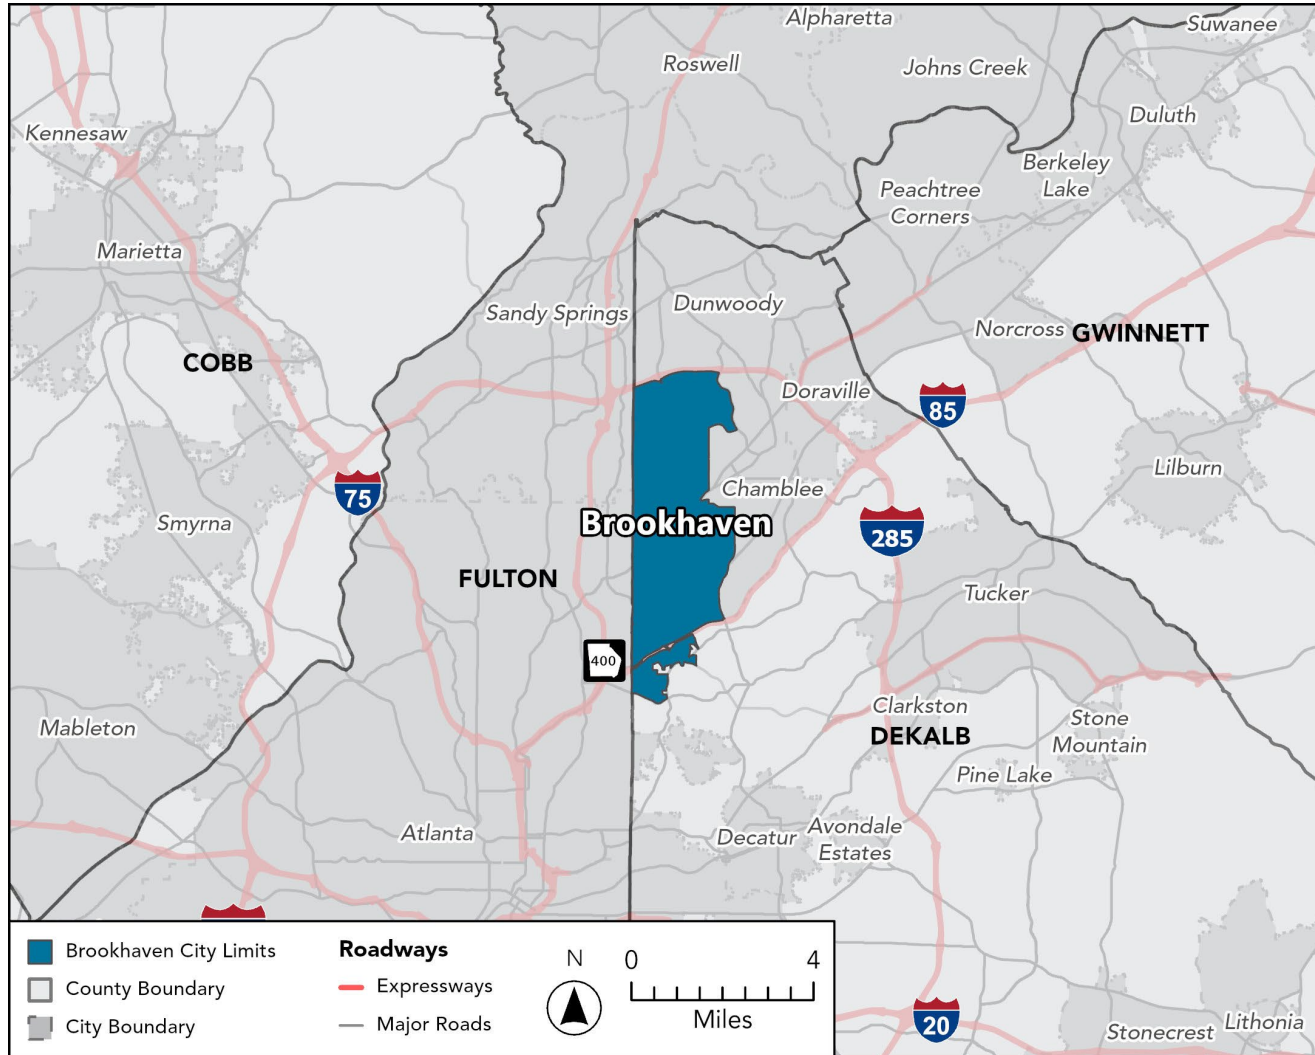 Alpharetta
Suwanee
Roswell
Johns Creek
Duluth
Kennesaw
Berkeley
Lake
Peachtree
Corners
Marietta
Sandy Springs
Dunwoody
Norcross
GWINNETT
COBB
Doraville
85
Lilburn
75
Chamblee
Smyrna
Brookhaven
285
FULTON
Tucker
400
Clarkston
Stone
Mountain
Mableton
DEKALB
Pine Lake
Atlanta
Decatur
Avondale
Estates
Brookhaven City Limits
County Boundary
City Boundary
Roadways
Expressways
Major Roads
N
0 4
Miles
20
Stonecrest
Lithonia